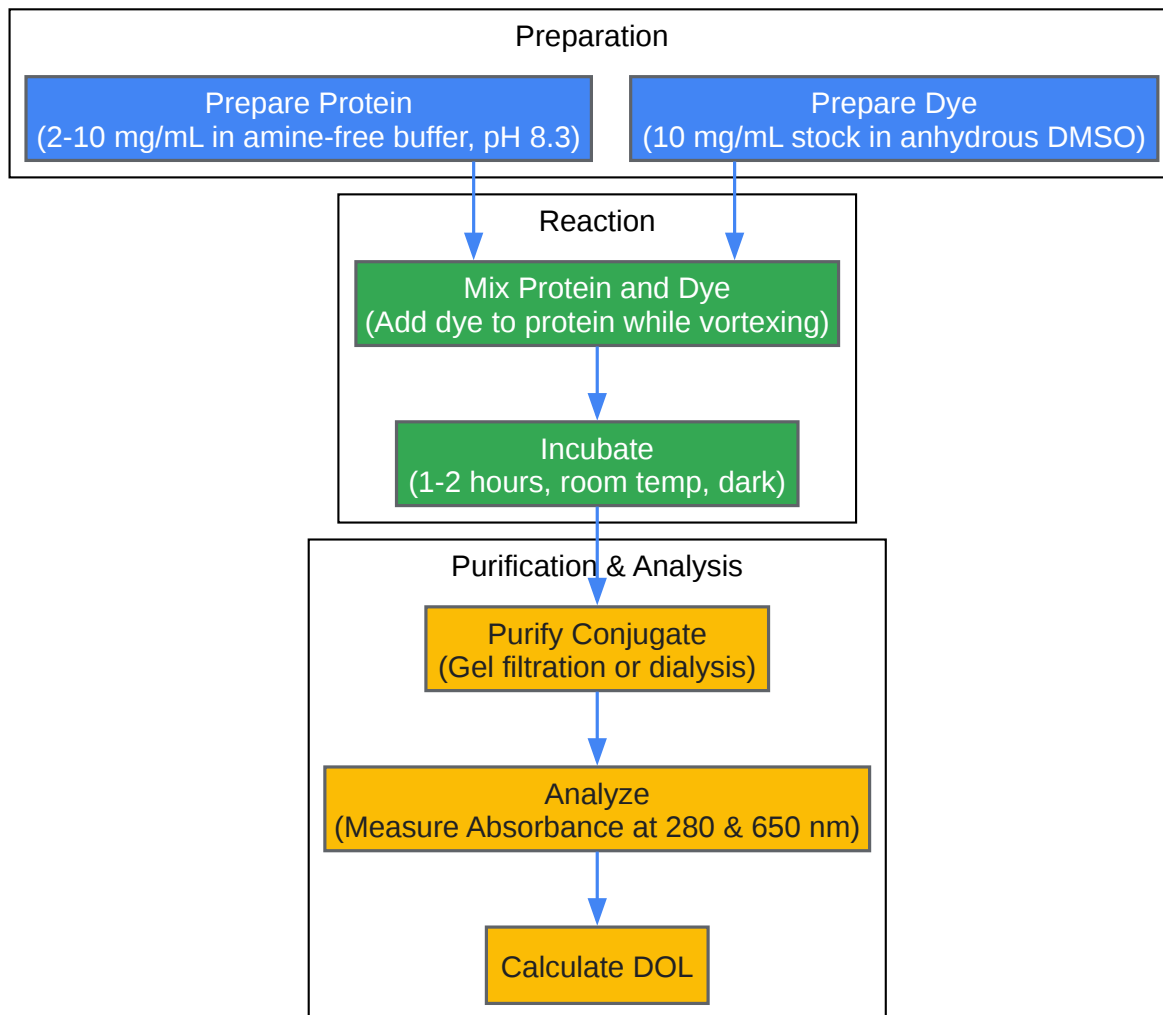 Preparation
Prepare Protein
(2-10 mg/mL in amine-free buffer, pH 8.3)
Prepare Dye
(10 mg/mL stock in anhydrous DMSO)
Reaction
Mix Protein and Dye
(Add dye to protein while vortexing)
Incubate
(1-2 hours, room temp, dark)
Purification & Analysis
Purify Conjugate
(Gel filtration or dialysis)
Analyze
(Measure Absorbance at 280 & 650 nm)
Calculate DOL